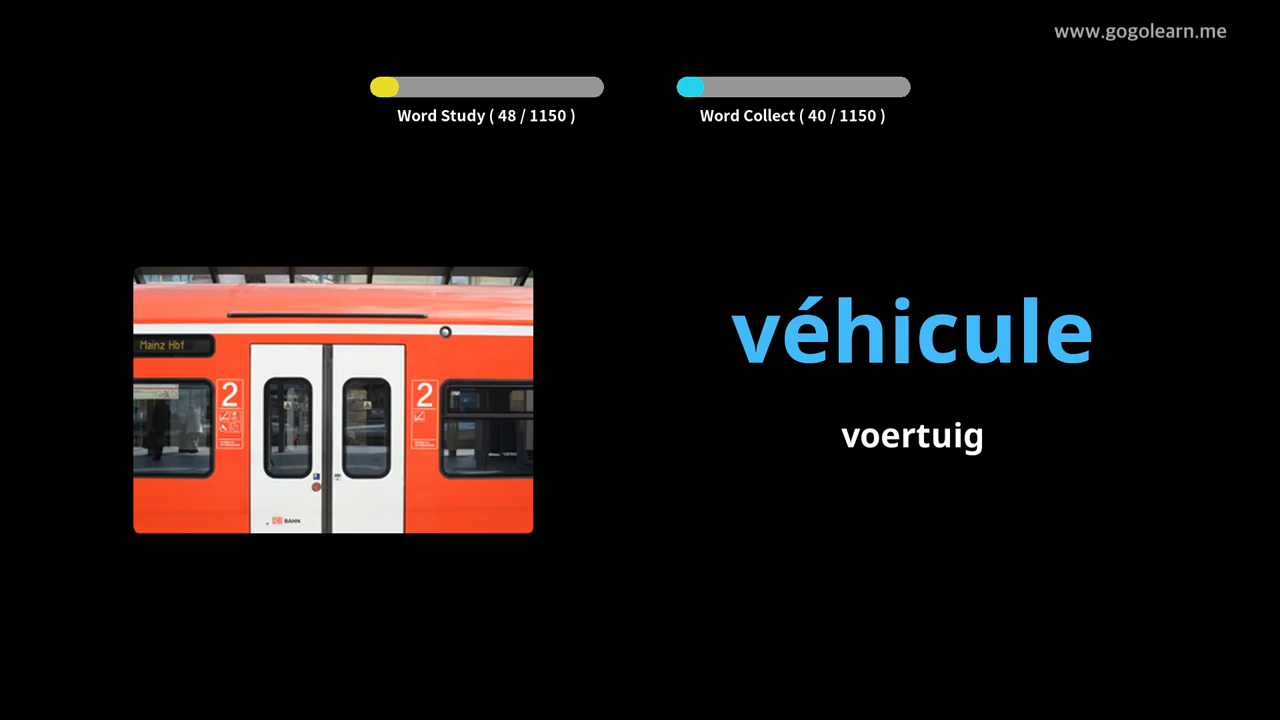 www.gogolearn.me
Word Study ( 48 / 1150 )
Word Collect ( 40 / 1150 )
Mainz Hbf
2
2
DB BAHN
véhicule
voertuig